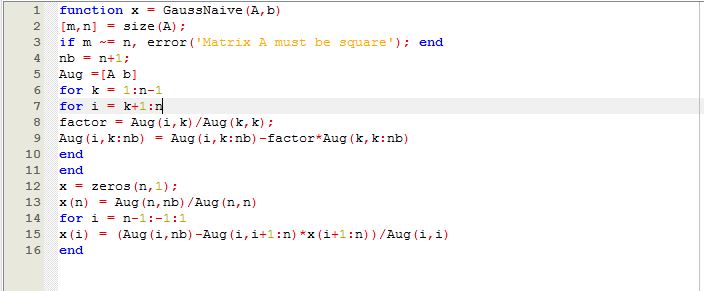 1 function x = GaussNaive(A,b)
2 [m,n] = size(A);
3 if m ~= n, error('Matrix A must be square'); end
4 nb = n+1;
5 Aug =[A b]
6 for k = 1:n-1
7 for i = k+1:n
8 factor = Aug(i,k)/Aug(k,k);
9 Aug(i,k:nb) = Aug(i,k:nb)-factor*Aug(k,k:nb)
10 end
11 end
12 x = zeros(n,1);
13 x(n) = Aug(n,nb)/Aug(n,n)
14 for i = n-1:-1:1
15 x(i) = (Aug(i,nb)-Aug(i,i+1:n)*x(i+1:n))/Aug(i,i)
16 end